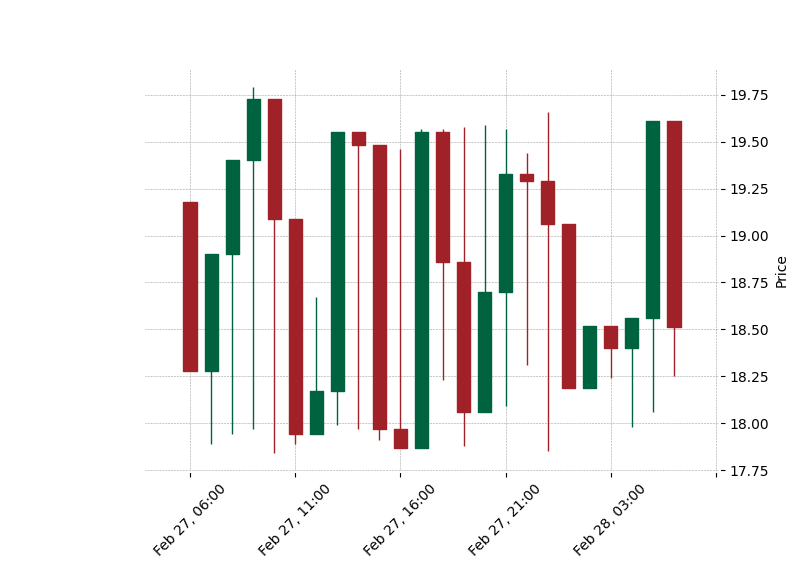 19.75
19.50
19.25
19.00
18.75
18.50
18.25
18.00
17.75
Price
Feb 27, 06:00
Feb 27, 11:00
Feb 27, 16:00
Feb 27, 21:00
Feb 28, 03:00